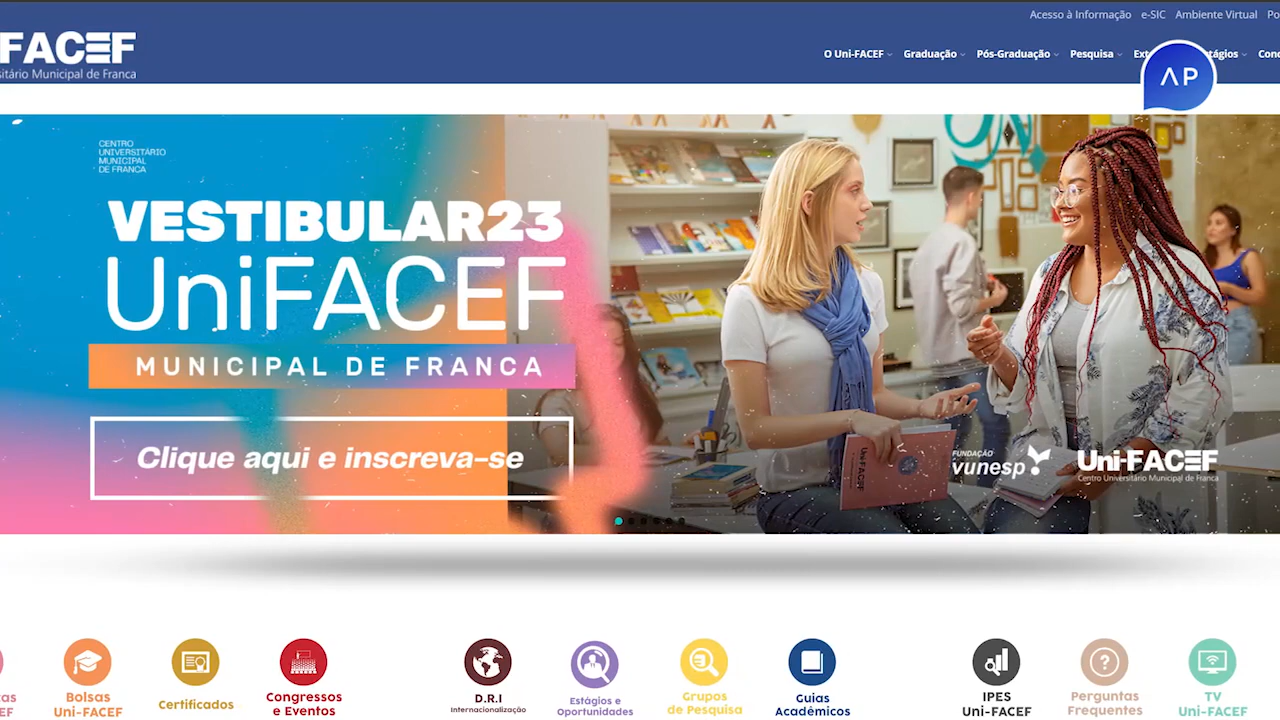 Acesso à Informação e-SIC Ambiente Virtual
FACEF
Municipal de Franca
O Uni-FACEF Graduação Pós-Graduação Pesquisa
AP
CENTRO
UNIVERSITÁRIO
MUNICIPAL
DE FRANCA
VESTIBULAR23
UniFACEF
MUNICIPAL DE FRANCA
Clique aqui e inscreva-se
Uni-FACEF
FUNDAÇÃO
vunesp
Uni-FACEF
Centro Universitário Municipal de Franca
Bolsas
Uni-FACEF
Certificados
Congressos
e Eventos
D.R.I
Internacionalização
Estágios e
Oportunidades
Grupos
de Pesquisa
Guias
Acadêmicos
IPES
Uni-FACEF
Perguntas
Frequentes
TV
Uni-FACEF